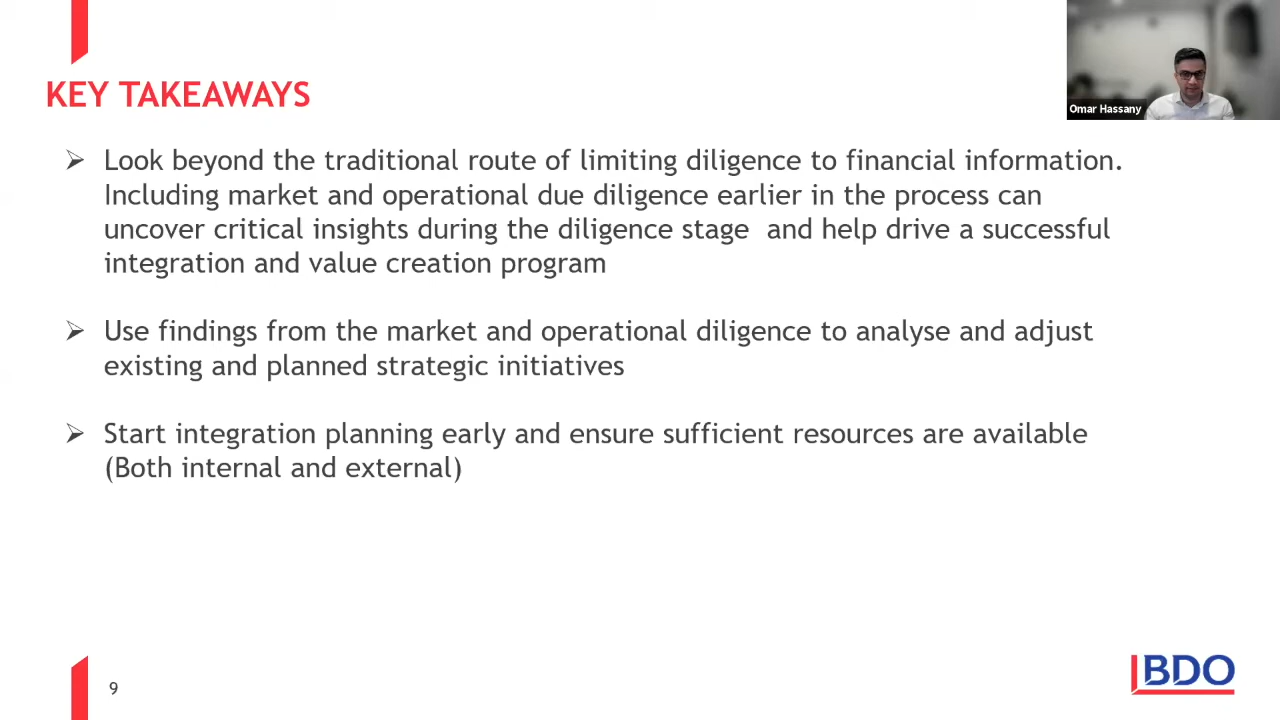 KEY TAKEAWAYS
Omar Hassany
➢ Look beyond the traditional route of limiting diligence to financial information.
Including market and operational due diligence earlier in the process can
uncover critical insights during the diligence stage  and help drive a successful
integration and value creation program
➢ Use findings from the market and operational diligence to analyse and adjust
existing and planned strategic initiatives
➢ Start integration planning early and ensure sufficient resources are available
(Both internal and external)
9
BDO